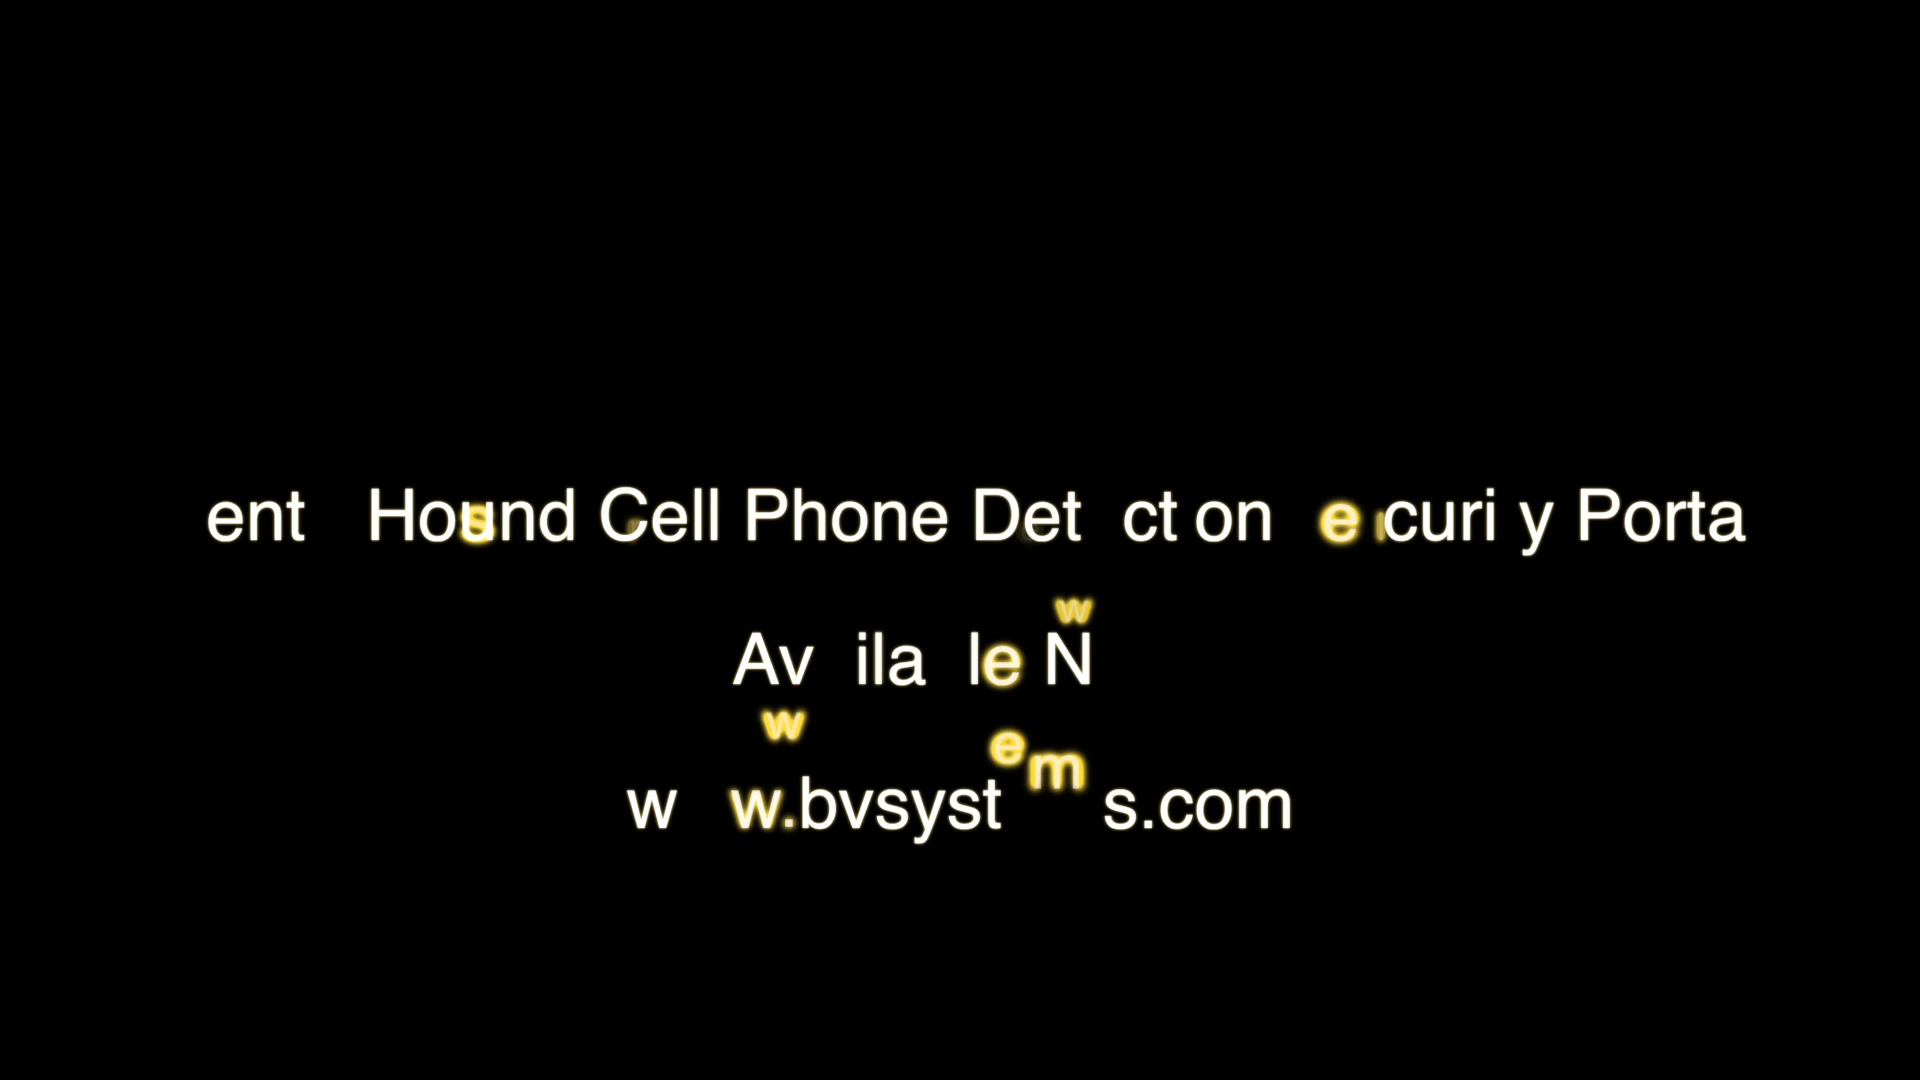 ent Hound Cell Phone Det ct on e curi y Porta
Av ila le N w
w w w.bvsyst e m s.com